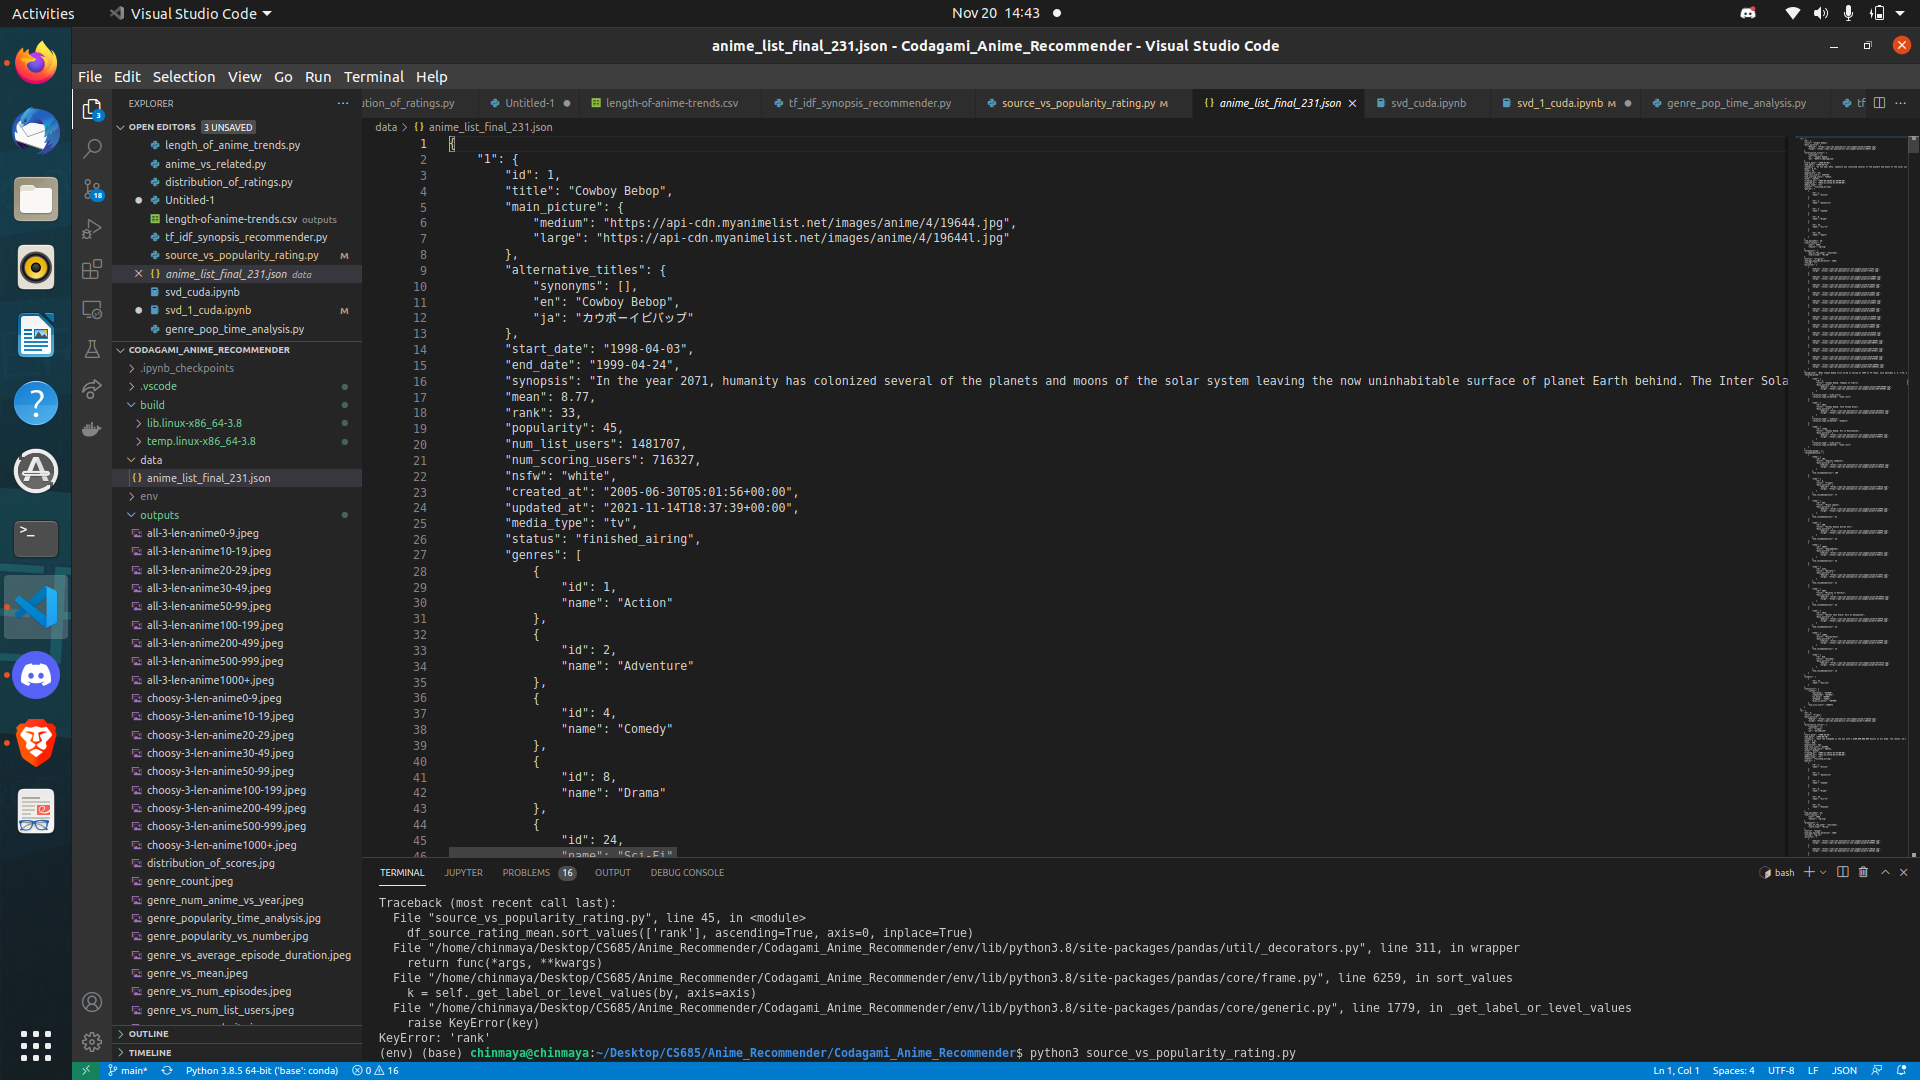 Activities
Visual Studio Code
Nov 20 14:43
anime_list_final_231.json - Codagami_Anime_Recommender - Visual Studio Code
File Edit Selection View Go Run Terminal Help
EXPLORER
ution_of_ratings.py
Untitled-1
length-of-anime-trends.csv
tf_idf_synopsis_recommender.py
source_vs_popularity_rating.py M
anime_list_final_231.json
svd_cuda.ipynb
svd_1_cuda.ipynb M
genre_pop_time_analysis.py
tf
OPEN EDITORS 3 UNSAVED
length_of_anime_trends.py
anime_vs_related.py
distribution_of_ratings.py
Untitled-1
length-of-anime-trends.csv outputs
tf_idf_synopsis_recommender.py
source_vs_popularity_rating.py M
anime_list_final_231.json data
svd_cuda.ipynb
svd_1_cuda.ipynb M
genre_pop_time_analysis.py
CODAGAMI_ANIME_RECOMMENDER
.ipynb_checkpoints
.vscode
build
lib.linux-x86_64-3.8
temp.linux-x86_64-3.8
data
anime_list_final_231.json
env
outputs
all-3-len-anime0-9.jpeg
all-3-len-anime10-19.jpeg
all-3-len-anime20-29.jpeg
all-3-len-anime30-49.jpeg
all-3-len-anime50-99.jpeg
all-3-len-anime100-199.jpeg
all-3-len-anime200-499.jpeg
all-3-len-anime500-999.jpeg
all-3-len-anime1000+.jpeg
choosy-3-len-anime0-9.jpeg
choosy-3-len-anime10-19.jpeg
choosy-3-len-anime20-29.jpeg
choosy-3-len-anime30-49.jpeg
choosy-3-len-anime50-99.jpeg
choosy-3-len-anime100-199.jpeg
choosy-3-len-anime200-499.jpeg
choosy-3-len-anime500-999.jpeg
choosy-3-len-anime1000+.jpeg
distribution_of_scores.jpg
genre_count.jpeg
genre_num_anime_vs_year.jpeg
genre_popularity_time_analysis.jpg
genre_popularity_vs_number.jpg
genre_vs_average_episode_duration.jpeg
genre_vs_mean.jpeg
genre_vs_num_episodes.jpeg
genre_vs_num_list_users.jpeg
OUTLINE
TIMELINE
3
18
data > {} anime_list_final_231.json
1 {
2 "1": {
3 "id": 1,
4 "title": "Cowboy Bebop",
5 "main_picture": {
6 "medium": "https://api-cdn.myanimelist.net/images/anime/4/19644.jpg",
7 "large": "https://api-cdn.myanimelist.net/images/anime/4/19644l.jpg"
8 },
9 "alternative_titles": {
10 "synonyms": [],
11 "en": "Cowboy Bebop",
12 "ja": "カウボーイビバップ"
13 },
14 "start_date": "1998-04-03",
15 "end_date": "1999-04-24",
16 "synopsis": "In the year 2071, humanity has colonized several of the planets and moons of the solar system leaving the now uninhabitable surface of planet Earth behind. The Inter Sola
17 "mean": 8.77,
18 "rank": 33,
19 "popularity": 45,
20 "num_list_users": 1481707,
21 "num_scoring_users": 716327,
22 "nsfw": "white",
23 "created_at": "2005-06-30T05:01:56+00:00",
24 "updated_at": "2021-11-14T18:37:39+00:00",
25 "media_type": "tv",
26 "status": "finished_airing",
27 "genres": [
28 {
29 "id": 1,
30 "name": "Action"
31 },
32 {
33 "id": 2,
34 "name": "Adventure"
35 },
36 {
37 "id": 4,
38 "name": "Comedy"
39 },
40 {
41 "id": 8,
42 "name": "Drama"
43 },
44 {
45 "id": 24,
46 "name": "Sci-Fi"
TERMINAL JUPYTER PROBLEMS 16 OUTPUT DEBUG CONSOLE
bash
Traceback (most recent call last):
File "source_vs_popularity_rating.py", line 45, in <module>
df_source_rating_mean.sort_values(['rank'], ascending=True, axis=0, inplace=True)
File "/home/chinmaya/Desktop/CS685/Anime_Recommender/Codagami_Anime_Recommender/env/lib/python3.8/site-packages/pandas/util/_decorators.py", line 311, in wrapper
return func(*args, **kwargs)
File "/home/chinmaya/Desktop/CS685/Anime_Recommender/Codagami_Anime_Recommender/env/lib/python3.8/site-packages/pandas/core/frame.py", line 6259, in sort_values
k = self._get_label_or_level_values(by, axis=axis)
File "/home/chinmaya/Desktop/CS685/Anime_Recommender/Codagami_Anime_Recommender/env/lib/python3.8/site-packages/pandas/core/generic.py", line 1779, in _get_label_or_level_values
raise KeyError(key)
KeyError: 'rank'
(env) (base) chinmaya@chinmaya:~/Desktop/CS685/Anime_Recommender/Codagami_Anime_Recommender$ python3 source_vs_popularity_rating.py
main* Python 3.8.5 64-bit ('base': conda) 0 16
Ln 1, Col 1 Spaces: 4 UTF-8 LF JSON